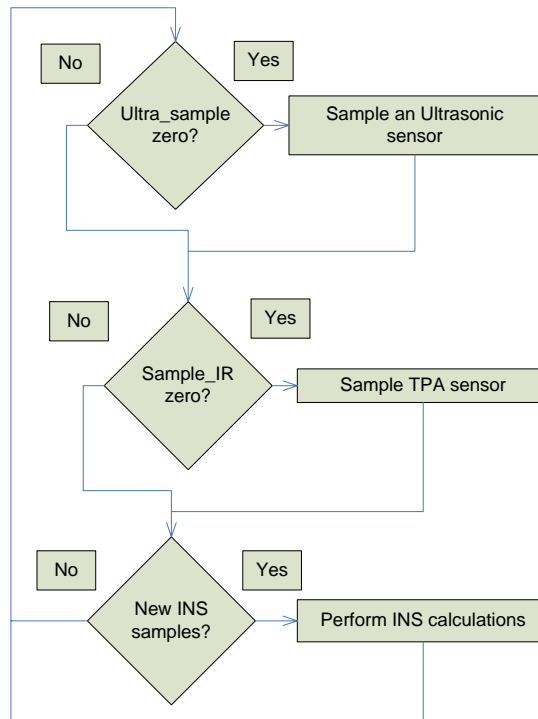 No
Yes
Ultra_sample
zero?
Sample an Ultrasonic
sensor
No
Yes
Sample_IR
zero?
Sample TPA sensor
No
Yes
New INS
samples?
Perform INS calculations